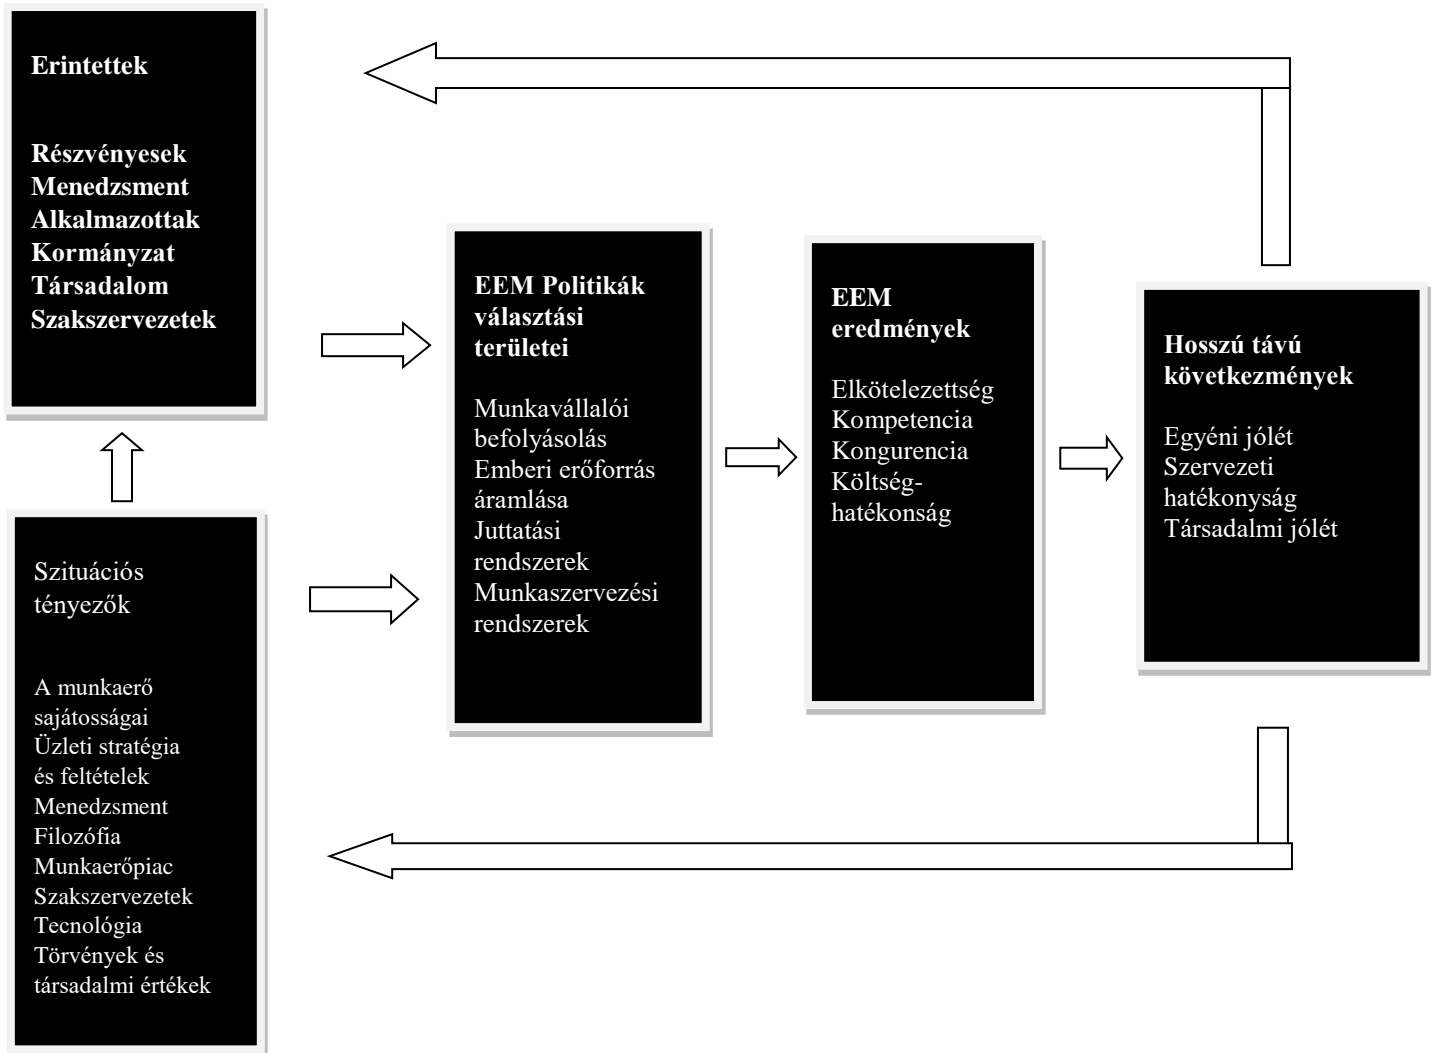 Erintettek
Részvényesek
Menedzsment
Alkalmazottak
Kormányzat
Társadalom
Szakszervezetek
Szituációs
tényezők
A munkaerő
sajátosságai
Üzleti stratégia
és feltételek
Menedzsment
Filozófia
Munkaerőpiac
Szakszervezetek
Tecnológia
Törvények és
társadalmi értékek
EEM Politikák
választási
területei
Munkavállalói
befolyásolás
Emberi erőforrás
áramlása
Juttatási
rendszerek
Munkaszervezési
rendszerek
EEM
eredmények
Elkötelezettség
Kompetencia
Kongurencia
Költség-
hatékonság
Hosszú távú
következmények
Egyéni jólét
Szervezeti
hatékonyság
Társadalmi jólét